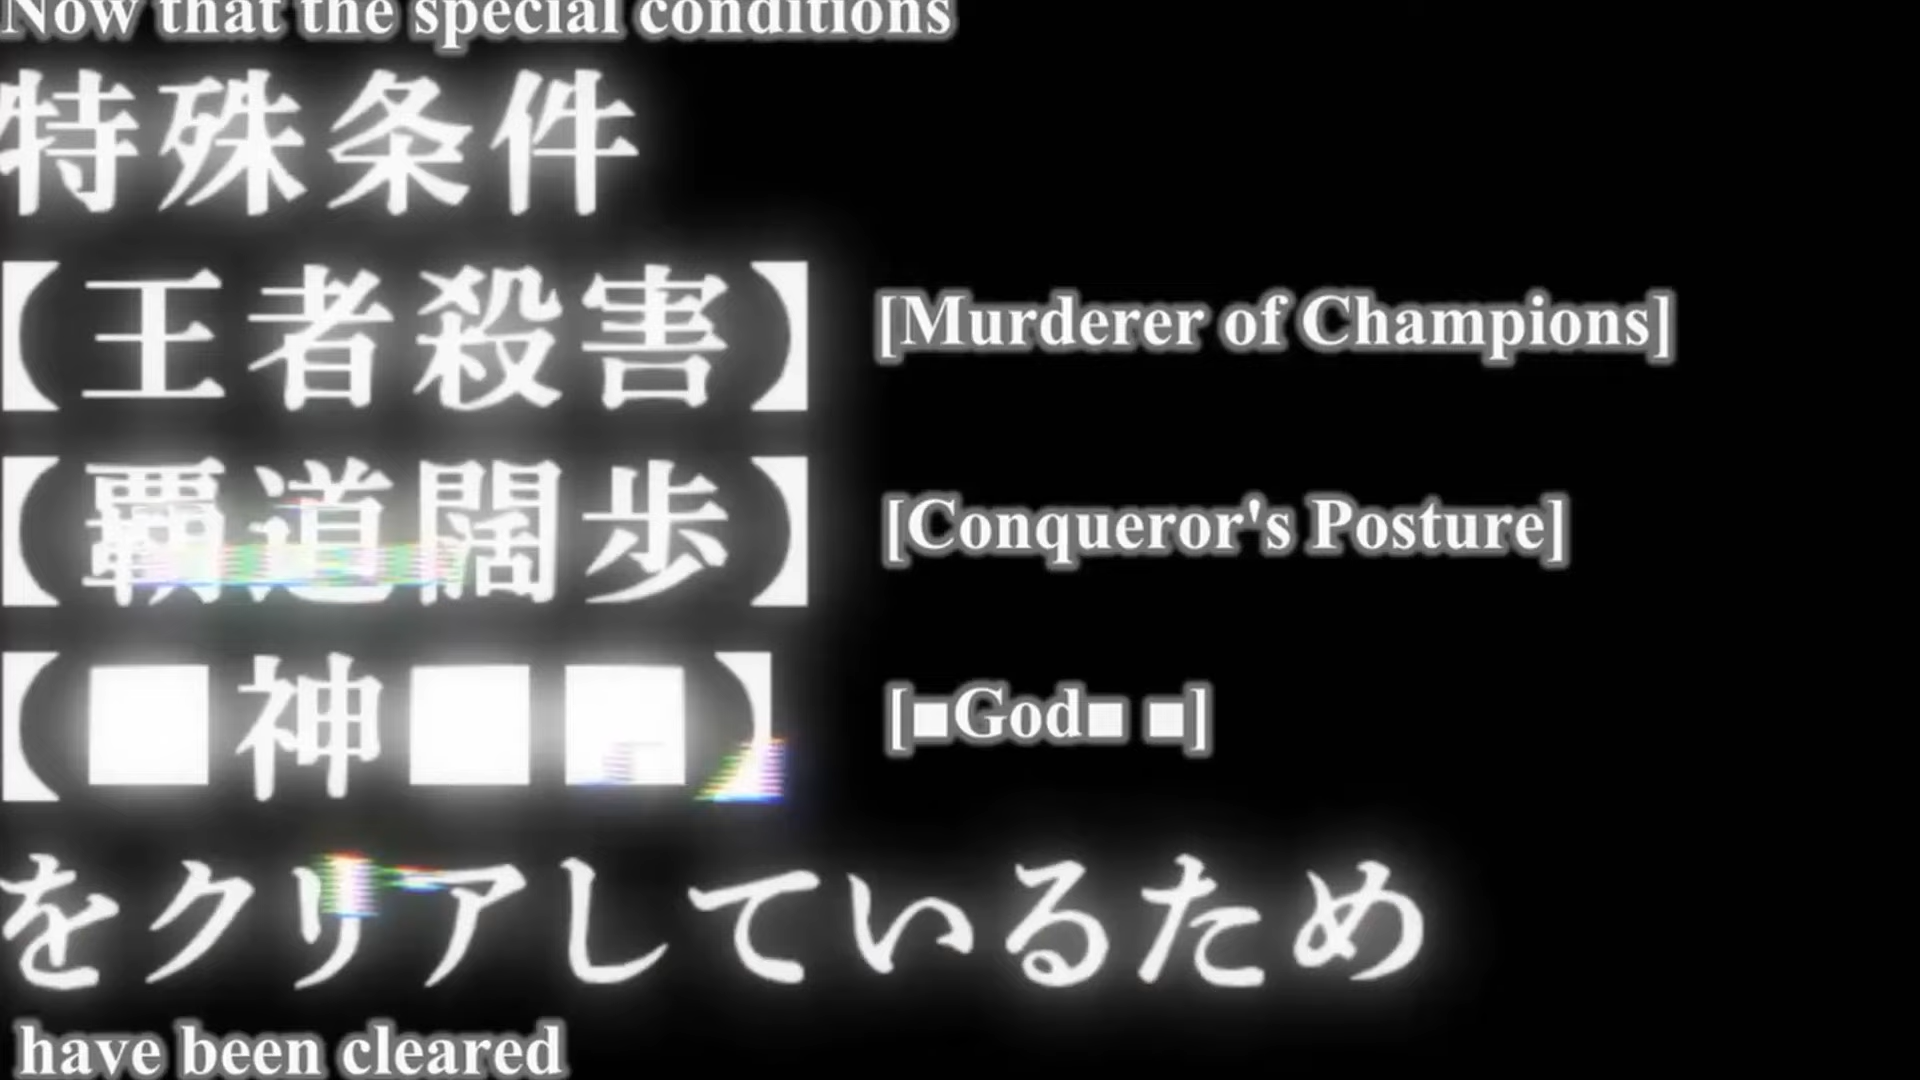 Now that the special conditions
特殊条件
【王者殺害】
[Murderer of Champions]
【覇道闊歩】
[Conqueror's Posture]
【■神■■】
[■God■ ■]
をクリアしているため
have been cleared